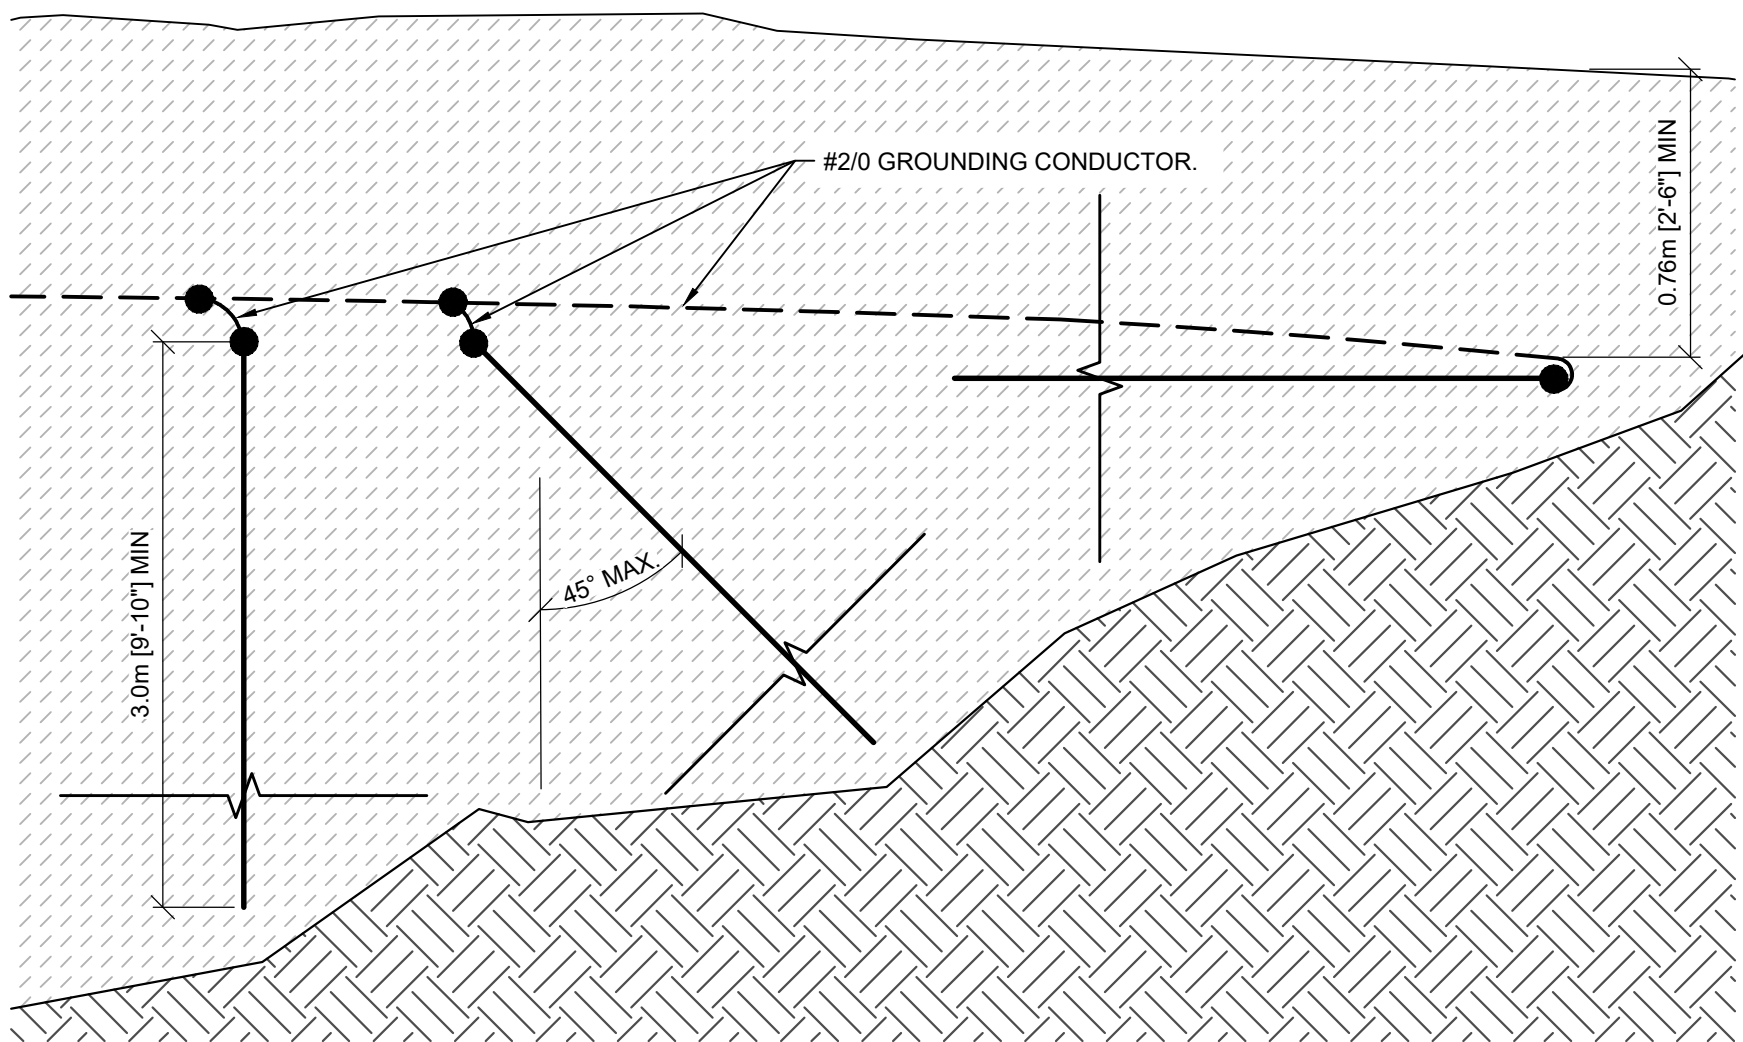 #2/0 GROUNDING CONDUCTOR.
0.76m [2'-6"] MIN
45° MAX.
3.0m [9'-10"] MIN